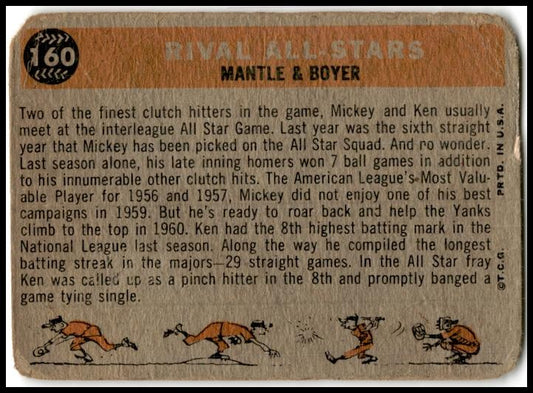 160
RIVAL ALL-STARS
MANTLE & BOYER
Two of the finest clutch hitters in the game, Mickey and Ken usually
meet at the interleague All Star Game. Last year was the sixth straight
year that Mickey has been picked on the All Star Squad. And no wonder.
Last season alone, his late inning homers won 7 ball games in addition
to his innumerable other clutch hits. The American League's Most Valu-
able Player for 1956 and 1957, Mickey did not enjoy one of his best
campaigns in 1959. But he's ready to roar back and help the Yanks
climb to the top in 1960. Ken had the 8th highest batting mark in the
National League last season. Along the way he compiled the longest
batting streak in the majors—29 straight games. In the All Star fray
Ken was called up as a pinch hitter in the 8th and promptly banged a
game tying single.
©T.C.G. PRTD. IN U.S.A.